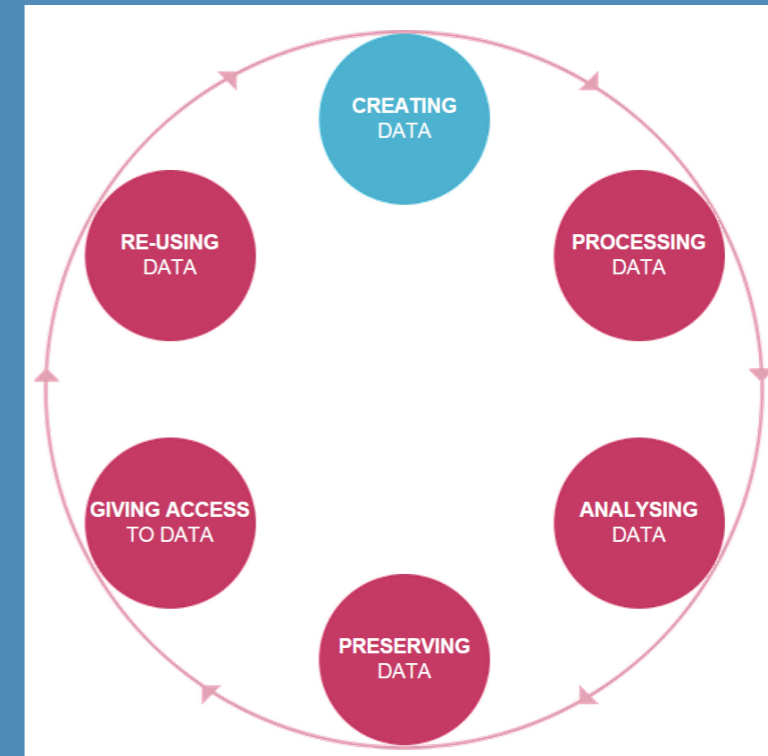 CREATING
DATA
PROCESSING
DATA
ANALYSING
DATA
PRESERVING
DATA
GIVING ACCESS
TO DATA
RE-USING
DATA